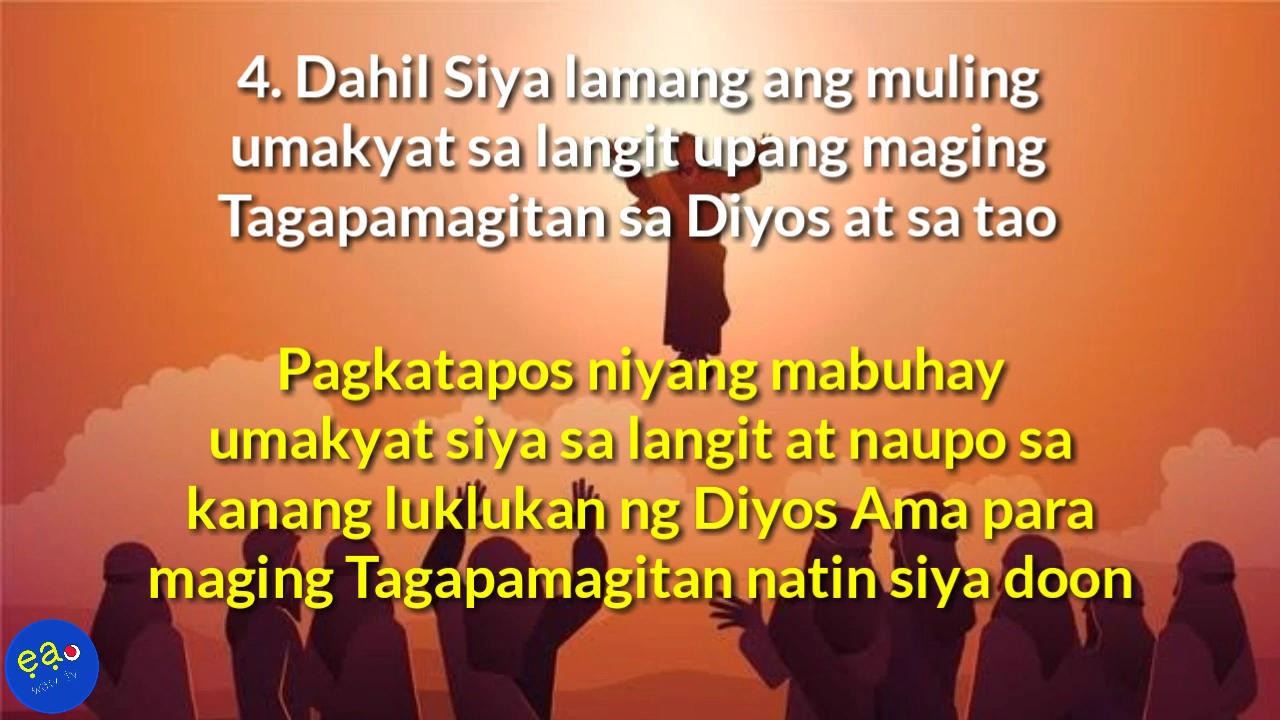 4. Dahil Siya lamang ang muling
umakyat sa langit upang maging
Tagapamagitan sa Diyos at sa tao
Pagkatapos niyang mabuhay
umakyat siya sa langit at naupo sa
kanang luklukan ng Diyos Ama para
maging Tagapamagitan natin siya doon